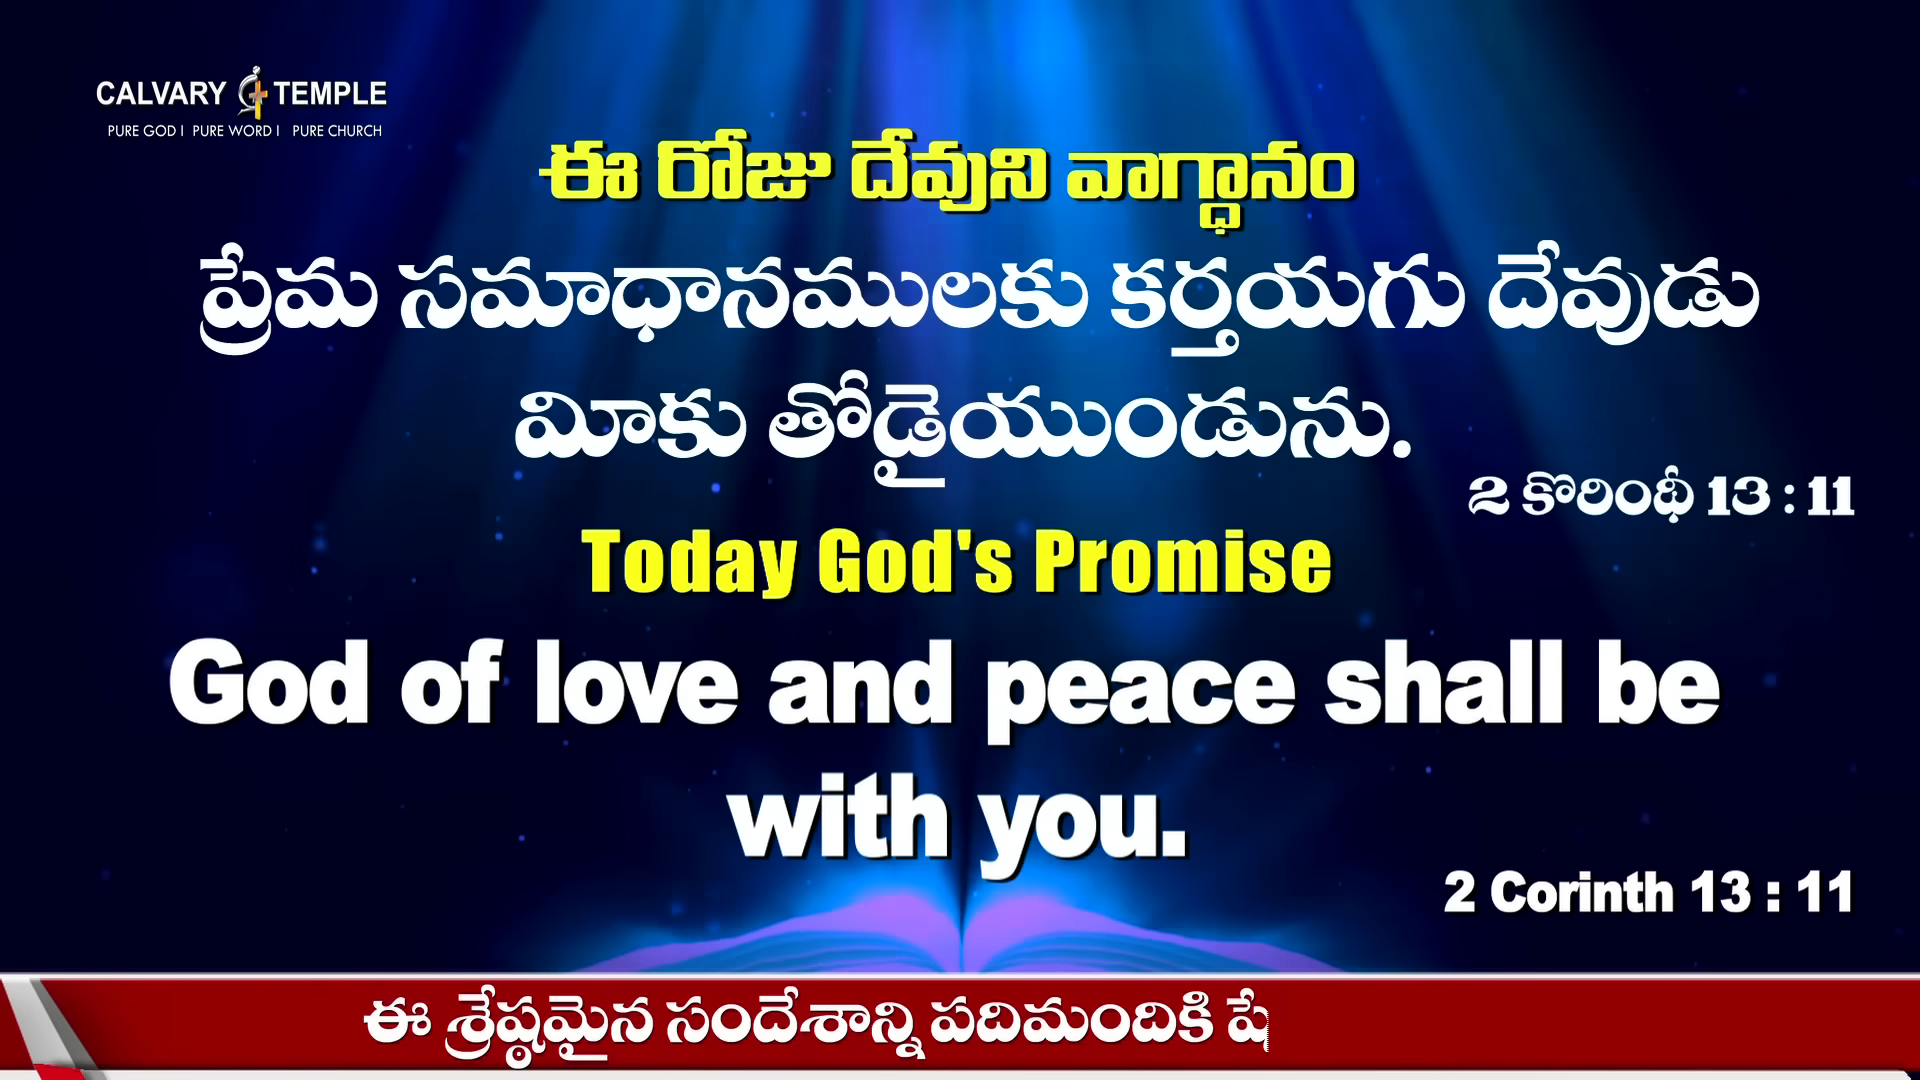 CALVARY TEMPLE
PURE GOD I PURE WORD I PURE CHURCH
ఈ రోజు దేవుని వాగ్ధానం
ప్రేమ సమాధానములకు కర్తయగు దేవుడు
మీకు తోడైయుండును.
2 కొరింథీ 13 : 11
Today God's Promise
God of love and peace shall be
with you.
2 Corinth 13 : 11
ఈ శ్రేష్ఠమైన సందేశాన్ని పదిమందికి